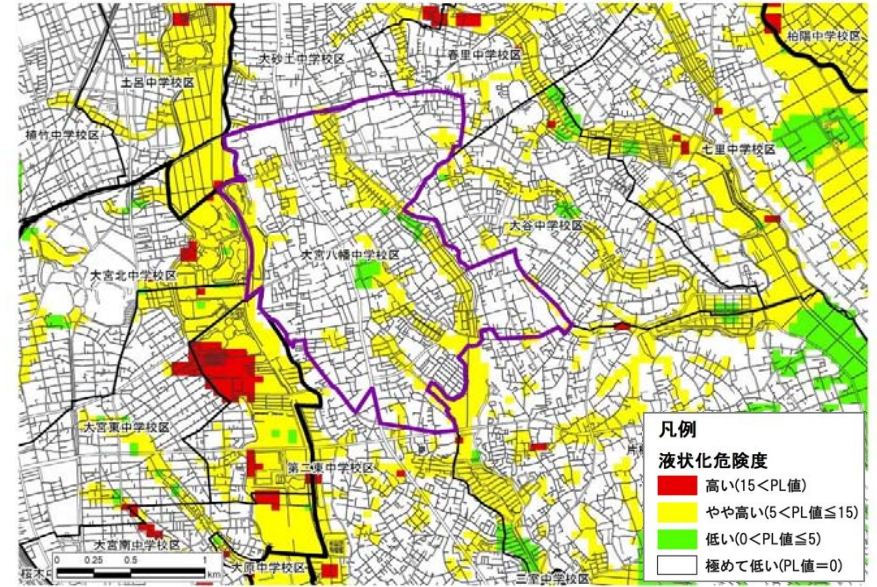 柏陽中学校区
大砂土中学校区
春里中学校区
土呂中学校区
植竹中学校区
七里中学校区
大谷中学校区
大宮八幡中学校区
大宮北中学校区
大宮東中学校区
第二東中学校区
大宮南中学校区
大原中学校区
三室中学校区
桜木中
0 0.25 0.5 1
km
凡例
液状化危険度
高い(15<PL値)
やや高い(5<PL値≦15)
低い(0<PL値≦5)
極めて低い(PL値=0)